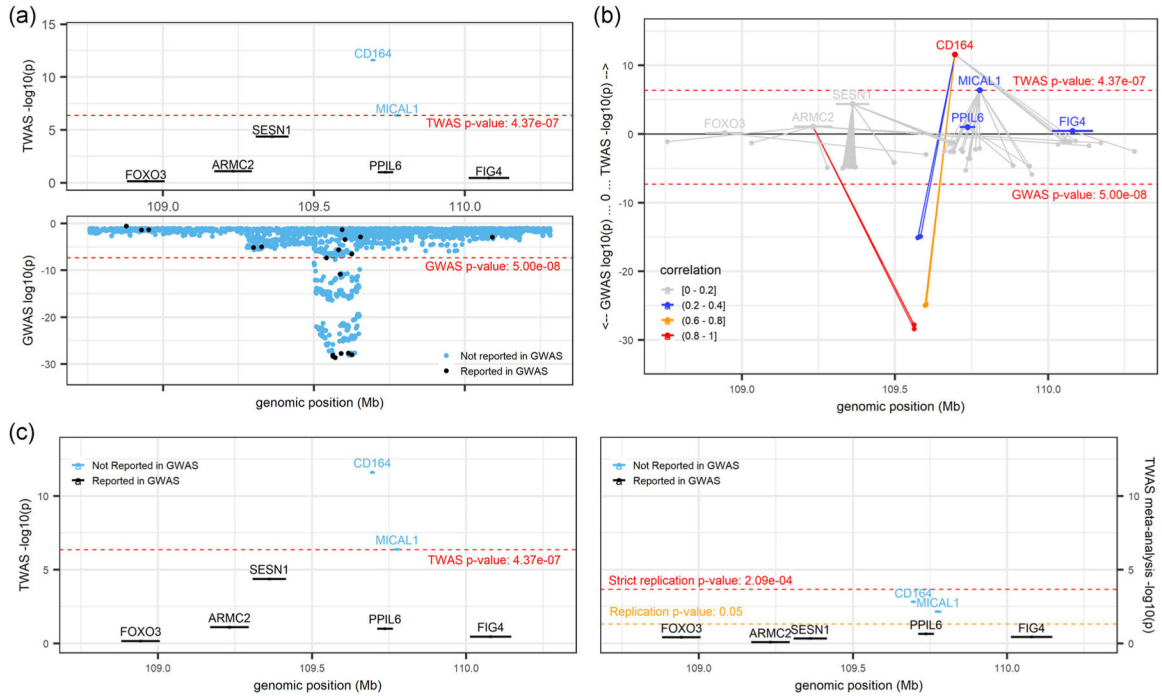 (a)
15
10
5
0
TWAS -log10(p)
CD164
MICAL1
TWAS p-value: 4.37e-07
SESN1
ARMC2
FOXO3
PPIL6
FIG4
109.0
109.5
110.0
0
-10
-20
-30
GWAS log10(p)
GWAS p-value: 5.00e-08
Not reported in GWAS
Reported in GWAS
109.0
109.5
110.0
genomic position (Mb)
(b)
<-- GWAS log10(p) ... 0 ... TWAS -log10(p) -->
10
0
-10
-20
-30
CD164
TWAS p-value: 4.37e-07
MICAL1
SESN1
ARMC2
FOXO3
PPIL6
FIG4
GWAS p-value: 5.00e-08
correlation
[0 - 0.2]
(0.2 - 0.4]
(0.6 - 0.8]
(0.8 - 1]
109.0
109.5
110.0
genomic position (Mb)
(c)
TWAS -log10(p)
10
5
0
Not Reported in GWAS
Reported in GWAS
CD164
MICAL1
TWAS p-value: 4.37e-07
SESN1
ARMC2
FOXO3
PPIL6
FIG4
109.0
109.5
110.0
genomic position (Mb)
Not Reported in GWAS
Reported in GWAS
Strict replication p-value: 2.09e-04
CD164
MICAL1
Replication p-value: 0.05
FOXO3
ARMC2
SESN1
PPIL6
FIG4
10
5
0
TWAS meta-analysis -log10(p)
109.0
109.5
110.0
genomic position (Mb)